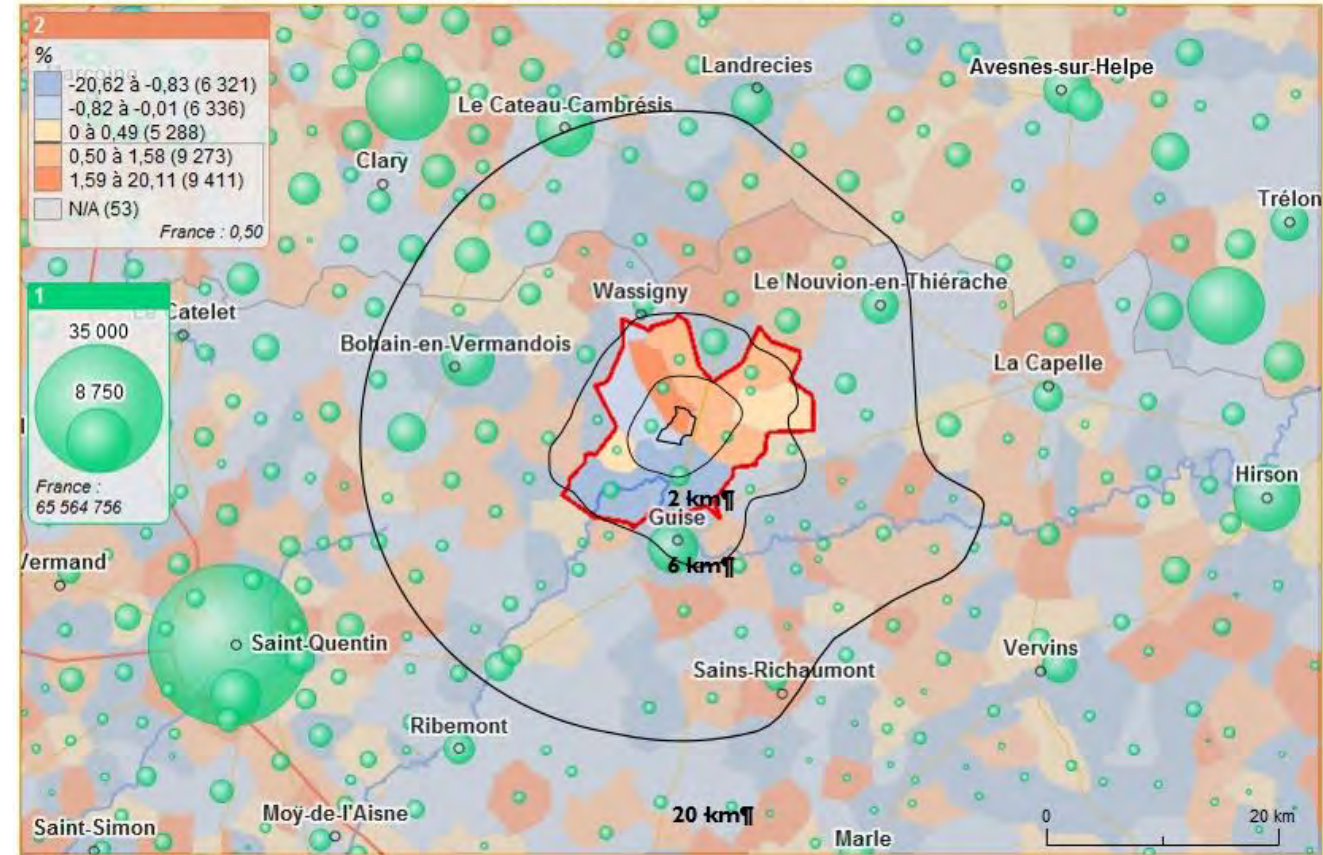 2
%
Marcoing
-20,62 à -0,83 (6 321)
-0,82 à -0,01 (6 336)
0 à 0,49 (5 288)
0,50 à 1,58 (9 273)
1,59 à 20,11 (9 411)
N/A (53)
France : 0,50
Landrecies
Avesnes-sur-Helpe
Le Cateau-Cambrésis
Clary
Trélon
1
35 000
8 750
France :
65 564 756
Le Catelet
Wassigny
Le Nouvion-en-Thiérache
Bohain-en-Vermandois
La Capelle
Hirson
2 km¶
Guise
6 km¶
Vermand
Saint-Quentin
Vervins
Sains-Richaumont
Ribemont
Moÿ-de-l'Aisne
20 km¶
0
20 km
Saint-Simon
Marle